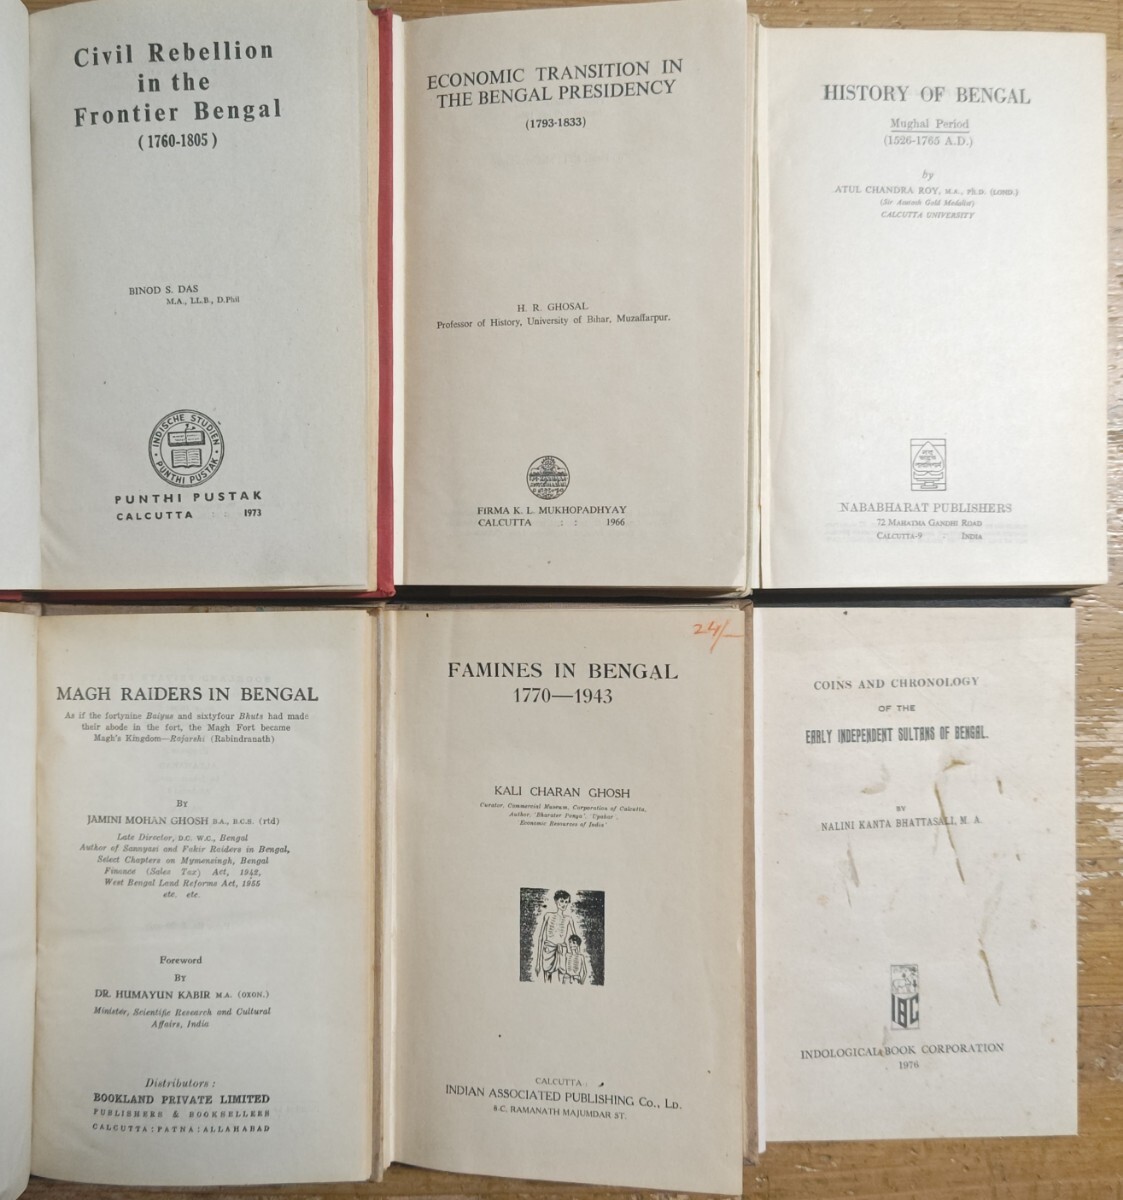 Civil Rebellion
in the
Frontier Bengal
(1760-1805)
BINOD S. DAS
M.A., LL.B., D.Phil
INDISCHE STUDIEN
PUNTHI PUSTAK
PUNTHI PUSTAK
CALCUTTA : : 1973
ECONOMIC TRANSITION IN
THE BENGAL PRESIDENCY
(1793-1833)
H. R. GHOSAL
Professor of History, University of Bihar, Muzaffarpur.
FIRMA K. L. MUKHOPADHYAY
CALCUTTA : : 1966
HISTORY OF BENGAL
Mughal Period
(1526-1765 A.D.)
by
ATUL CHANDRA ROY, M.A., Ph.D. (LOND.)
(Sir Asutosh Gold Medalist)
CALCUTTA UNIVERSITY
NABABHARAT PUBLISHERS
72 MAHATMA GANDHI ROAD
CALCUTTA-9 INDIA
MAGH RAIDERS IN BENGAL
As if the fortynine Baiyus and sixtyfour Bhuts had made
their abode in the fort, the Magh Fort became
Magh's Kingdom—Rajarshi (Rabindranath)
BY
JAMINI MOHAN GHOSH B.A., B.C.S. (rtd)
Late Director, D.C. W.C., Bengal
Author of Sannyasi and Fakir Raiders in Bengal,
Select Chapters on Mymensingh, Bengal
Finance (Sales Tax) Act, 1942,
West Bengal Land Reforms Act, 1955
etc. etc.
Foreword
BY
DR. HUMAYUN KABIR M.A. (OXON.)
Minister, Scientific Research and Cultural
Affairs, India
Distributors :
BOOKLAND PRIVATE LIMITED
PUBLISHERS & BOOKSELLERS
CALCUTTA : PATNA : ALLAHABAD
24/-
FAMINES IN BENGAL
1770—1943
KALI CHARAN GHOSH
Curator, Commercial Museum, Corporation of Calcutta,
Author, 'Bharater Panya', 'Upahar',
Economic Resources of India'
CALCUTTA :
INDIAN ASSOCIATED PUBLISHING Co., LD.
8-C, RAMANATH MAJUMDAR ST.
COINS AND CHRONOLOGY
OF THE
EARLY INDEPENDENT SULTANS OF BENGAL.
BY
NALINI KANTA BHATTASALI, M. A.
IBC
INDOLOGICAL BOOK CORPORATION
1976